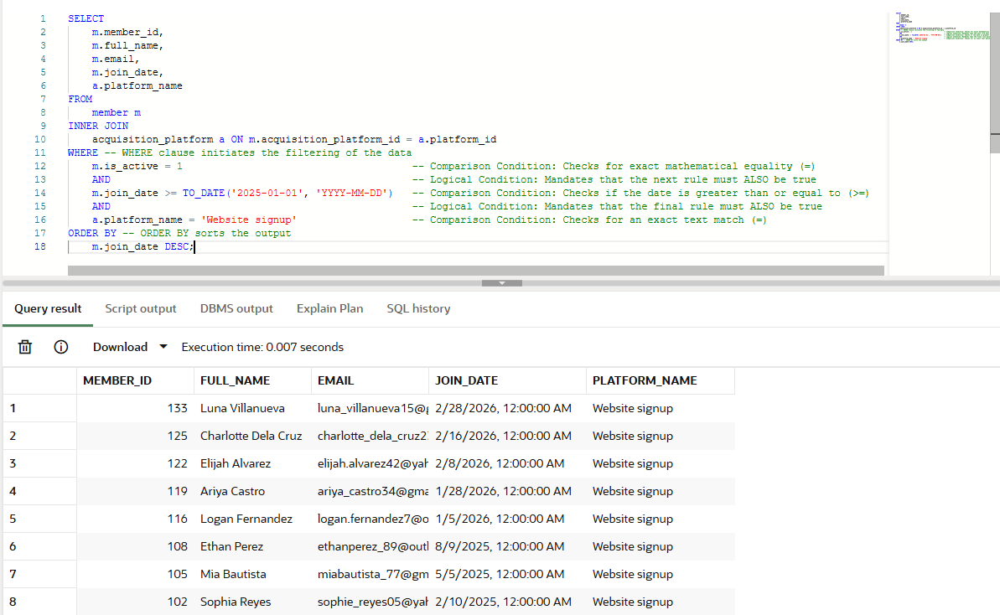 1 SELECT
2 m.member_id,
3 m.full_name,
4 m.email,
5 m.join_date,
6 a.platform_name
7 FROM
8 member m
9 INNER JOIN
10 acquisition_platform a ON m.acquisition_platform_id = a.platform_id
11 WHERE -- WHERE clause initiates the filtering of the data
12 m.is_active = 1 -- Comparison Condition: Checks for exact mathematical equality (=)
13 AND -- Logical Condition: Mandates that the next rule must ALSO be true
14 m.join_date >= TO_DATE('2025-01-01', 'YYYY-MM-DD') -- Comparison Condition: Checks if the date is greater than or equal to (>=)
15 AND -- Logical Condition: Mandates that the final rule must ALSO be true
16 a.platform_name = 'Website signup' -- Comparison Condition: Checks for an exact text match (=)
17 ORDER BY -- ORDER BY sorts the output
18 m.join_date DESC;
Query result Script output DBMS output Explain Plan SQL history
Download Execution time: 0.007 seconds
MEMBER_ID FULL_NAME EMAIL JOIN_DATE PLATFORM_NAME
1 133 Luna Villanueva luna_villanueva15@g 2/28/2026, 12:00:00 AM Website signup
2 125 Charlotte Dela Cruz charlotte_dela_cruz2 2/16/2026, 12:00:00 AM Website signup
3 122 Elijah Alvarez elijah.alvarez42@yah 2/8/2026, 12:00:00 AM Website signup
4 119 Ariya Castro ariya_castro34@gma 1/28/2026, 12:00:00 AM Website signup
5 116 Logan Fernandez logan.fernandez7@o 1/5/2026, 12:00:00 AM Website signup
6 108 Ethan Perez ethanperez_89@outl 8/9/2025, 12:00:00 AM Website signup
7 105 Mia Bautista miabautista_77@gm 5/5/2025, 12:00:00 AM Website signup
8 102 Sophia Reyes sophie_reyes05@yah 2/10/2025, 12:00:00 AM Website signup